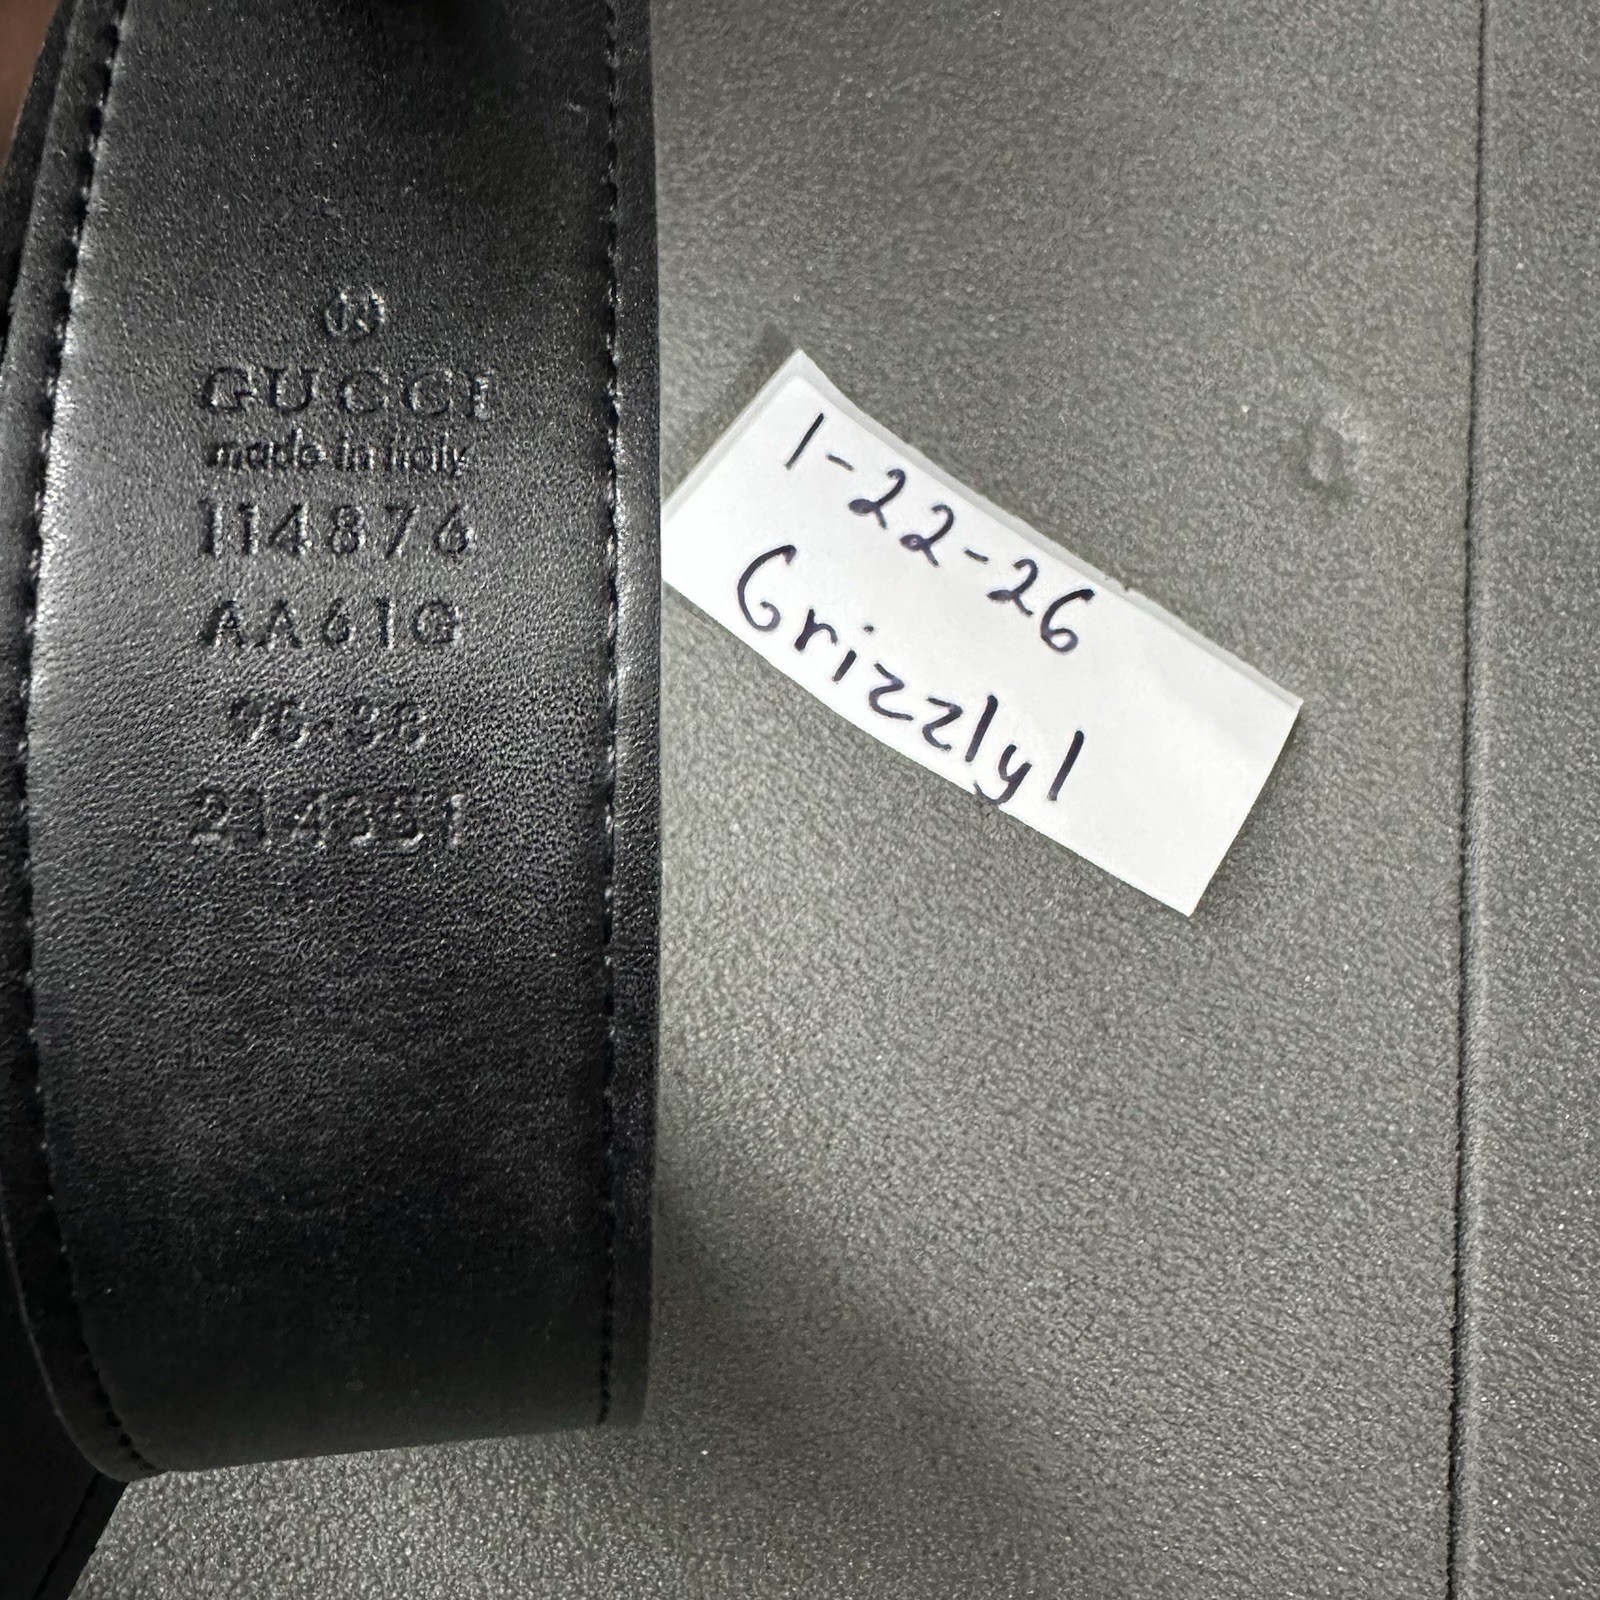 GUCCI
made in italy
114876
AA61G
1-22-26
Grizzly1